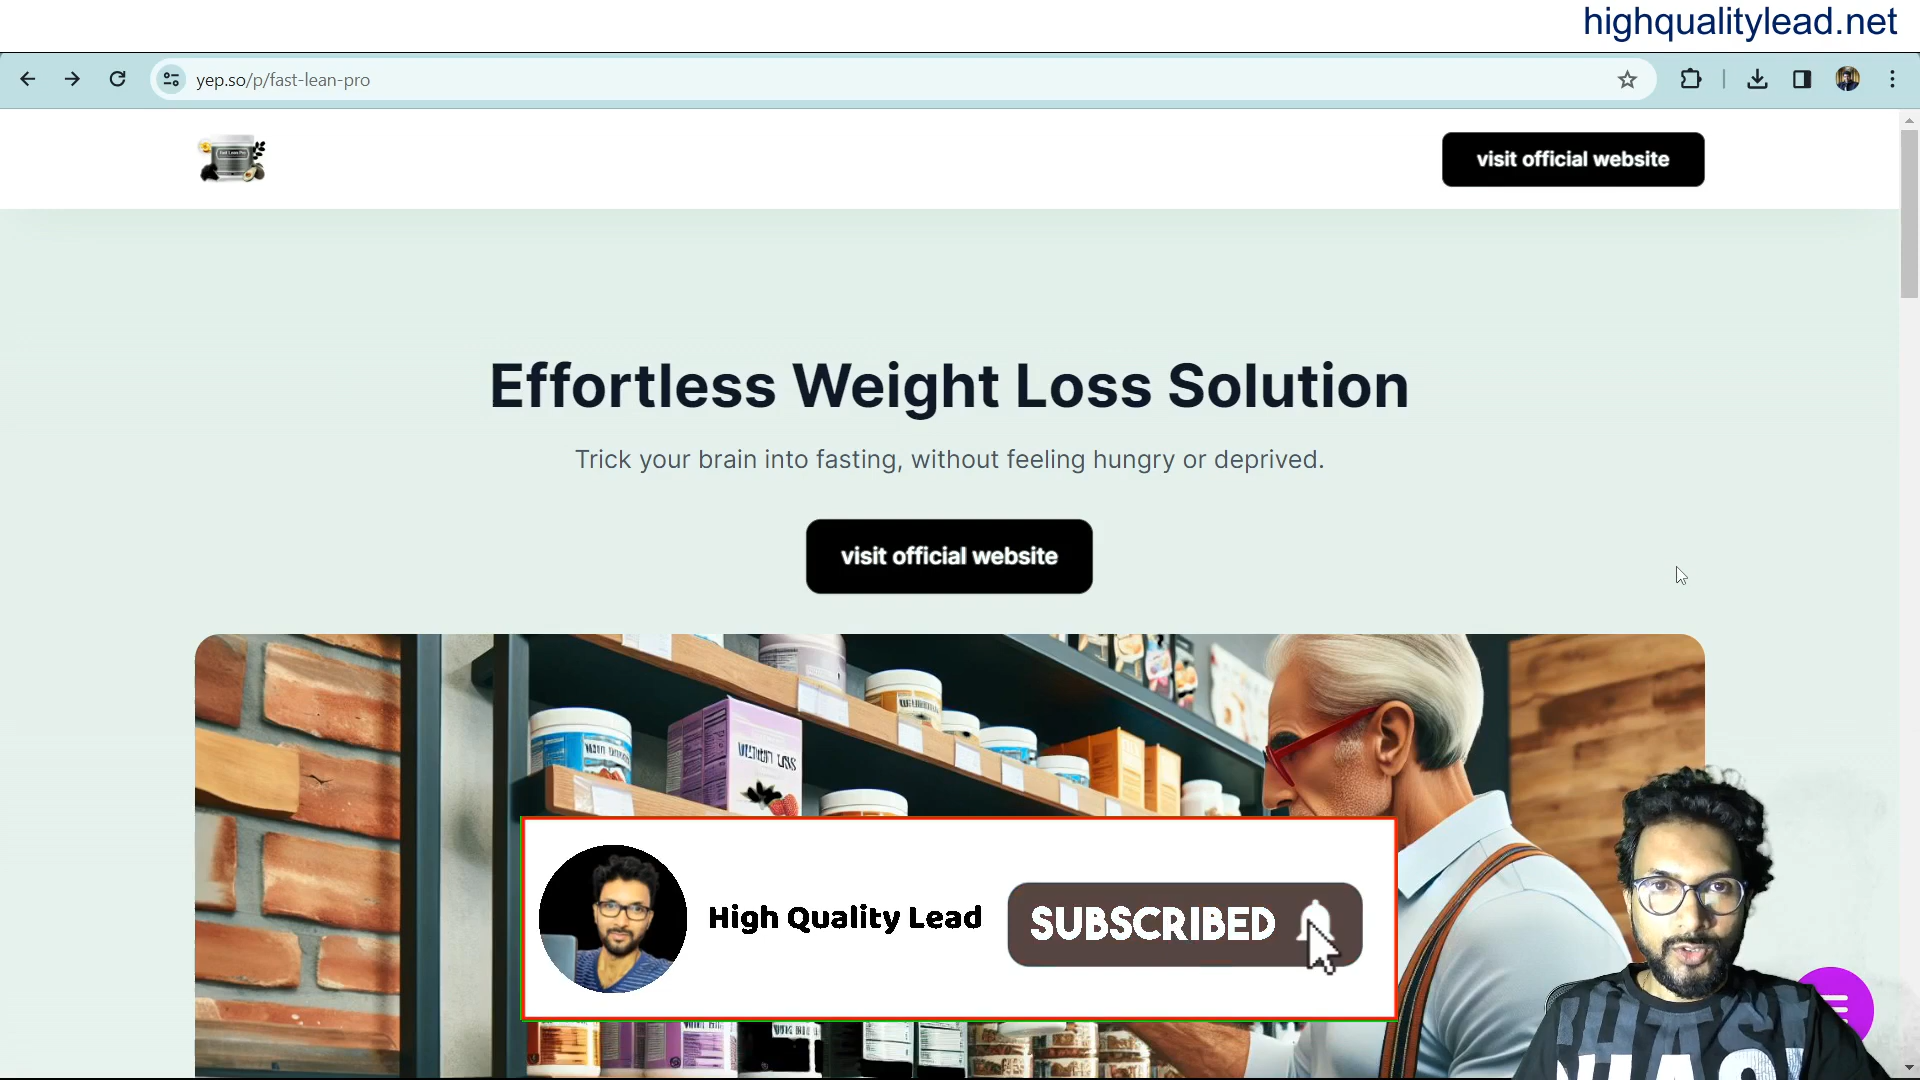 highqualitylead.net
yep.so/p/fast-lean-pro
visit official website
Effortless Weight Loss Solution
Trick your brain into fasting, without feeling hungry or deprived.
visit official website
High Quality Lead
SUBSCRIBED